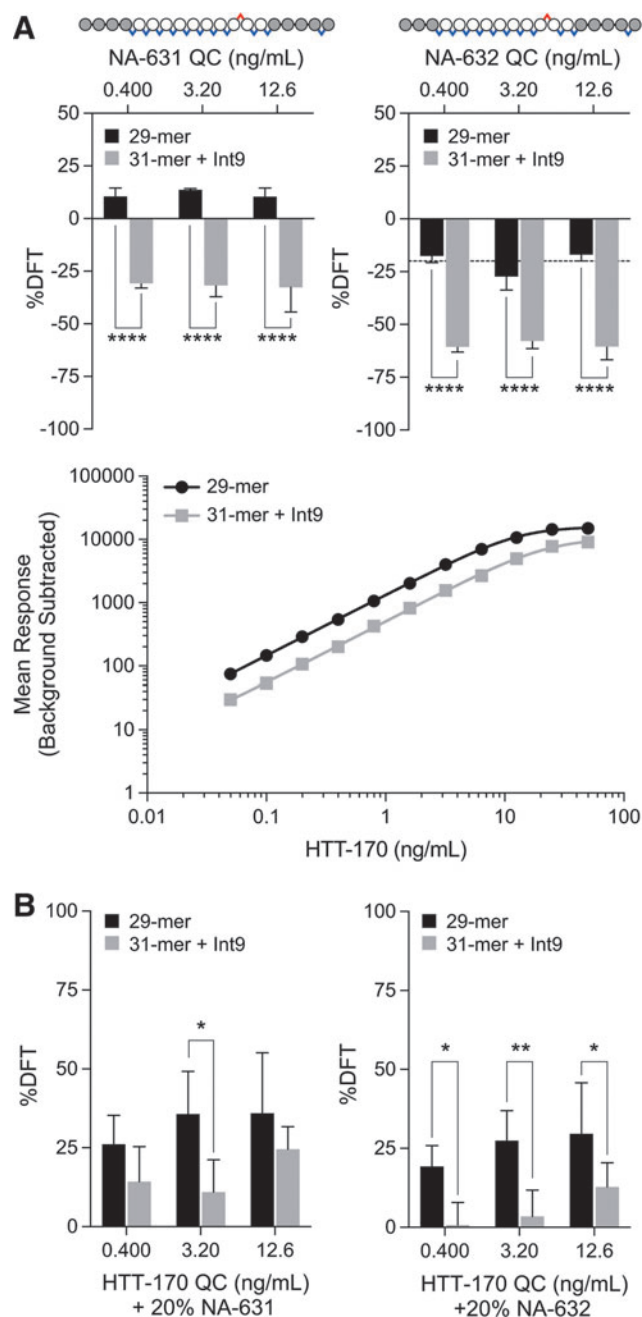 A
NA-631 QC (ng/mL)
0.400 3.20 12.6
50
25
0
-25
-50
-75
-100
%DFT
29-mer
31-mer + Int9
**** **** ****
NA-632 QC (ng/mL)
0.400 3.20 12.6
50
25
0
-25
-50
-75
-100
%DFT
29-mer
31-mer + Int9
**** **** ****
Mean Response
(Background Subtracted)
100000
10000
1000
100
10
1
29-mer
31-mer + Int9
0.01 0.1 1 10 100
HTT-170 (ng/mL)
B
100
75
50
25
0
%DFT
29-mer
31-mer + Int9
*
0.400 3.20 12.6
HTT-170 QC (ng/mL)
+ 20% NA-631
100
75
50
25
0
%DFT
29-mer
31-mer + Int9
* ** *
0.400 3.20 12.6
HTT-170 QC (ng/mL)
+20% NA-632